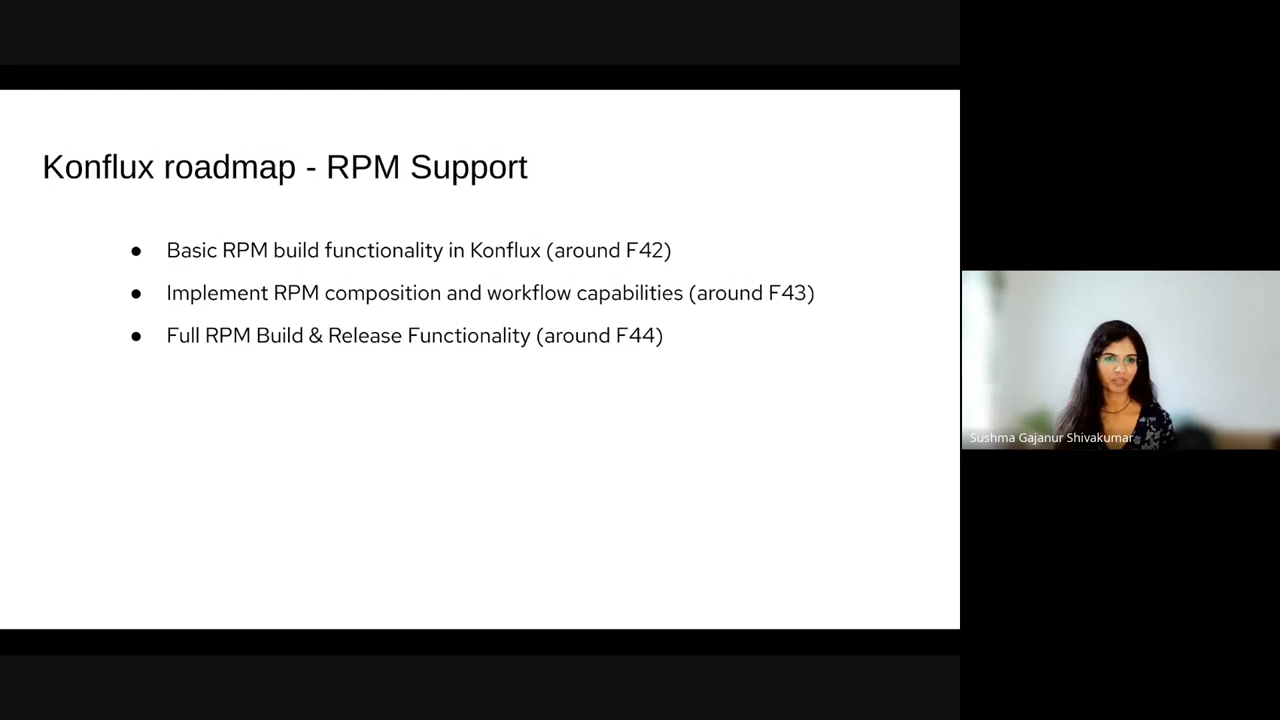 Konflux roadmap - RPM Support
● Basic RPM build functionality in Konflux (around F42)
● Implement RPM composition and workflow capabilities (around F43)
● Full RPM Build & Release Functionality (around F44)
Sushma Gajanur Shivakumar